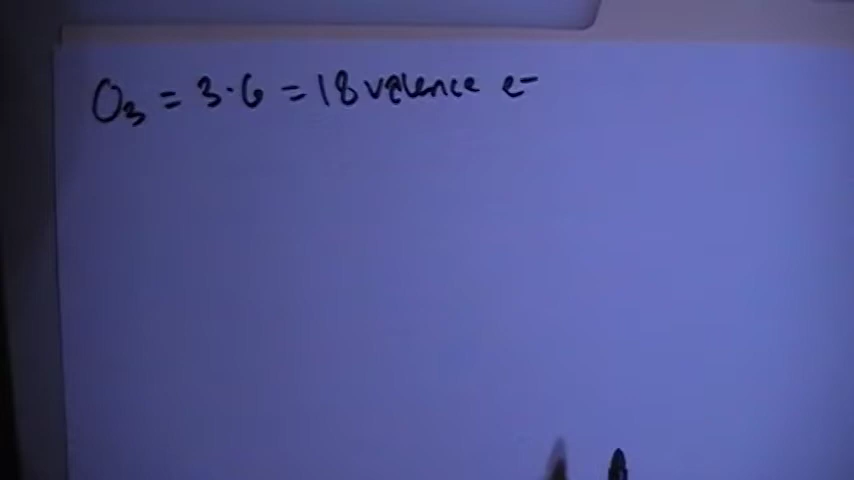 O₃ = 3·6 = 18 valence e⁻